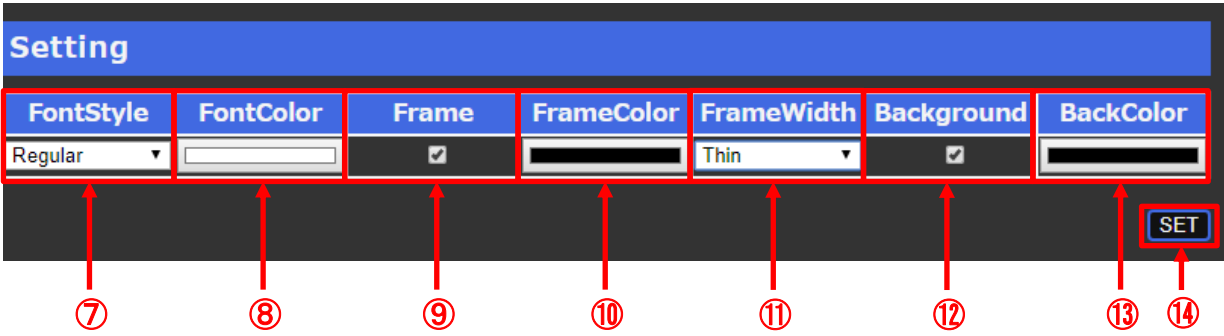 Setting
FontStyle FontColor Frame FrameColor FrameWidth Background BackColor
Regular Thin
SET
⑦ ⑧ ⑨ ⑩ ⑪ ⑫ ⑬ ⑭